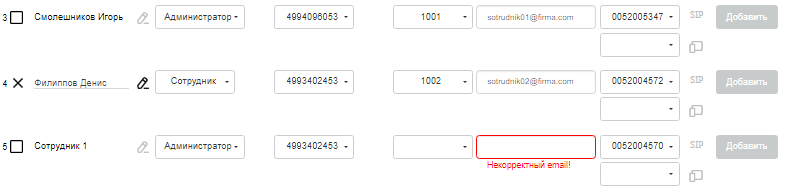 3 Смолешников Игорь Администратор 4994096053 1001 sotrudnik01@firma.com 0052005347 SIP Добавить
4 Филиппов Денис Сотрудник 4993402453 1002 sotrudnik02@firma.com 0052004572 SIP Добавить
5 Сотрудник 1 Администратор 4993402453 0052004570 SIP Добавить
Некорректный email!